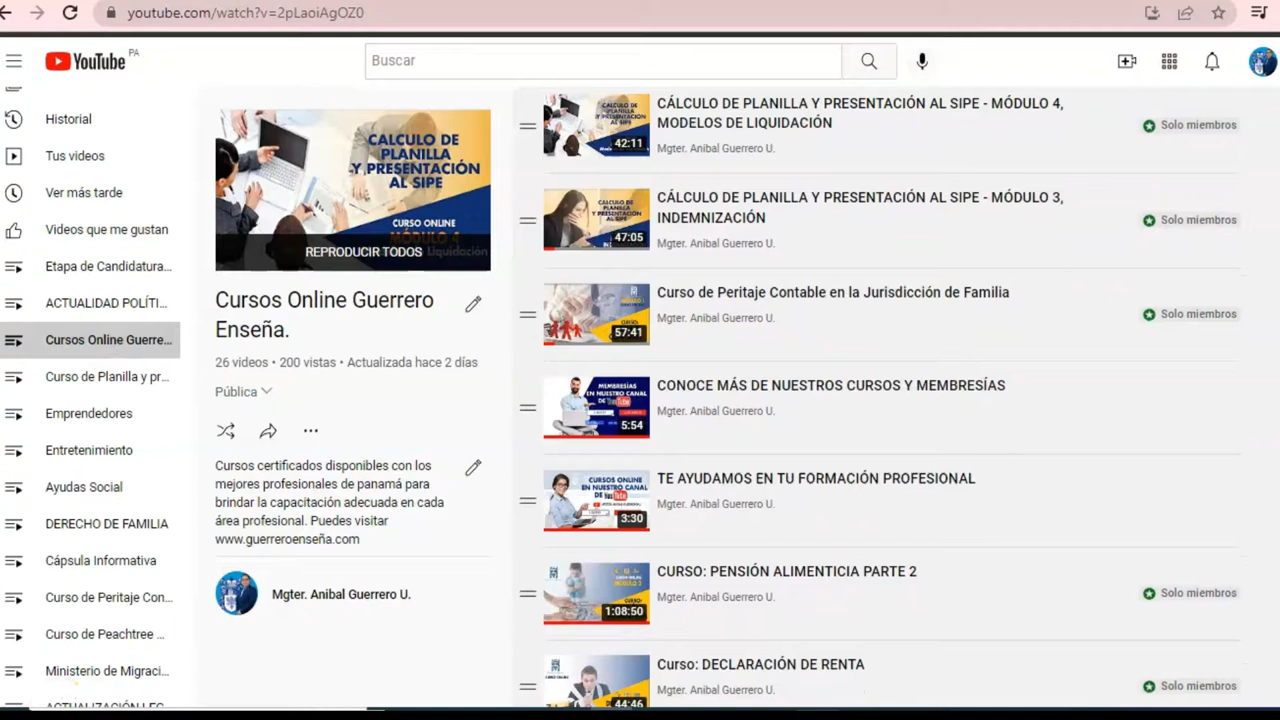 youtube.com/watch?v=2pLaoiAgOZ0
YouTube PA
Buscar
Historial
Tus videos
Ver más tarde
Videos que me gustan
Etapa de Candidatura...
ACTUALIDAD POLÍTI...
Cursos Online Guerre...
Curso de Planilla y pr...
Emprendedores
Entretenimiento
Ayudas Social
DERECHO DE FAMILIA
Cápsula Informativa
Curso de Peritaje Con...
Curso de Peachtree ...
Ministerio de Migraci...
CALCULO DE
PLANILLA
Y PRESENTACIÓN
AL SIPE
CURSO ONLINE
MÓDULO 4
Liquidación
REPRODUCIR TODOS
Cursos Online Guerrero
Enseña.
26 videos • 200 vistas • Actualizada hace 2 días
Pública
Cursos certificados disponibles con los
mejores profesionales de panamá para
brindar la capacitación adecuada en cada
área profesional. Puedes visitar
www.guerreroenseña.com
Mgter. Anibal Guerrero U.
42:11
CÁLCULO DE PLANILLA Y PRESENTACIÓN AL SIPE - MÓDULO 4,
MODELOS DE LIQUIDACIÓN
Mgter. Anibal Guerrero U.
Solo miembros
47:05
CÁLCULO DE PLANILLA Y PRESENTACIÓN AL SIPE - MÓDULO 3,
INDEMNIZACIÓN
Mgter. Anibal Guerrero U.
Solo miembros
57:41
Curso de Peritaje Contable en la Jurisdicción de Familia
Mgter. Anibal Guerrero U.
Solo miembros
5:54
CONOCE MÁS DE NUESTROS CURSOS Y MEMBRESÍAS
Mgter. Anibal Guerrero U.
3:30
TE AYUDAMOS EN TU FORMACIÓN PROFESIONAL
Mgter. Anibal Guerrero U.
1:08:50
CURSO: PENSIÓN ALIMENTICIA PARTE 2
Mgter. Anibal Guerrero U.
Solo miembros
44:46
Curso: DECLARACIÓN DE RENTA
Mgter. Anibal Guerrero U.
Solo miembros